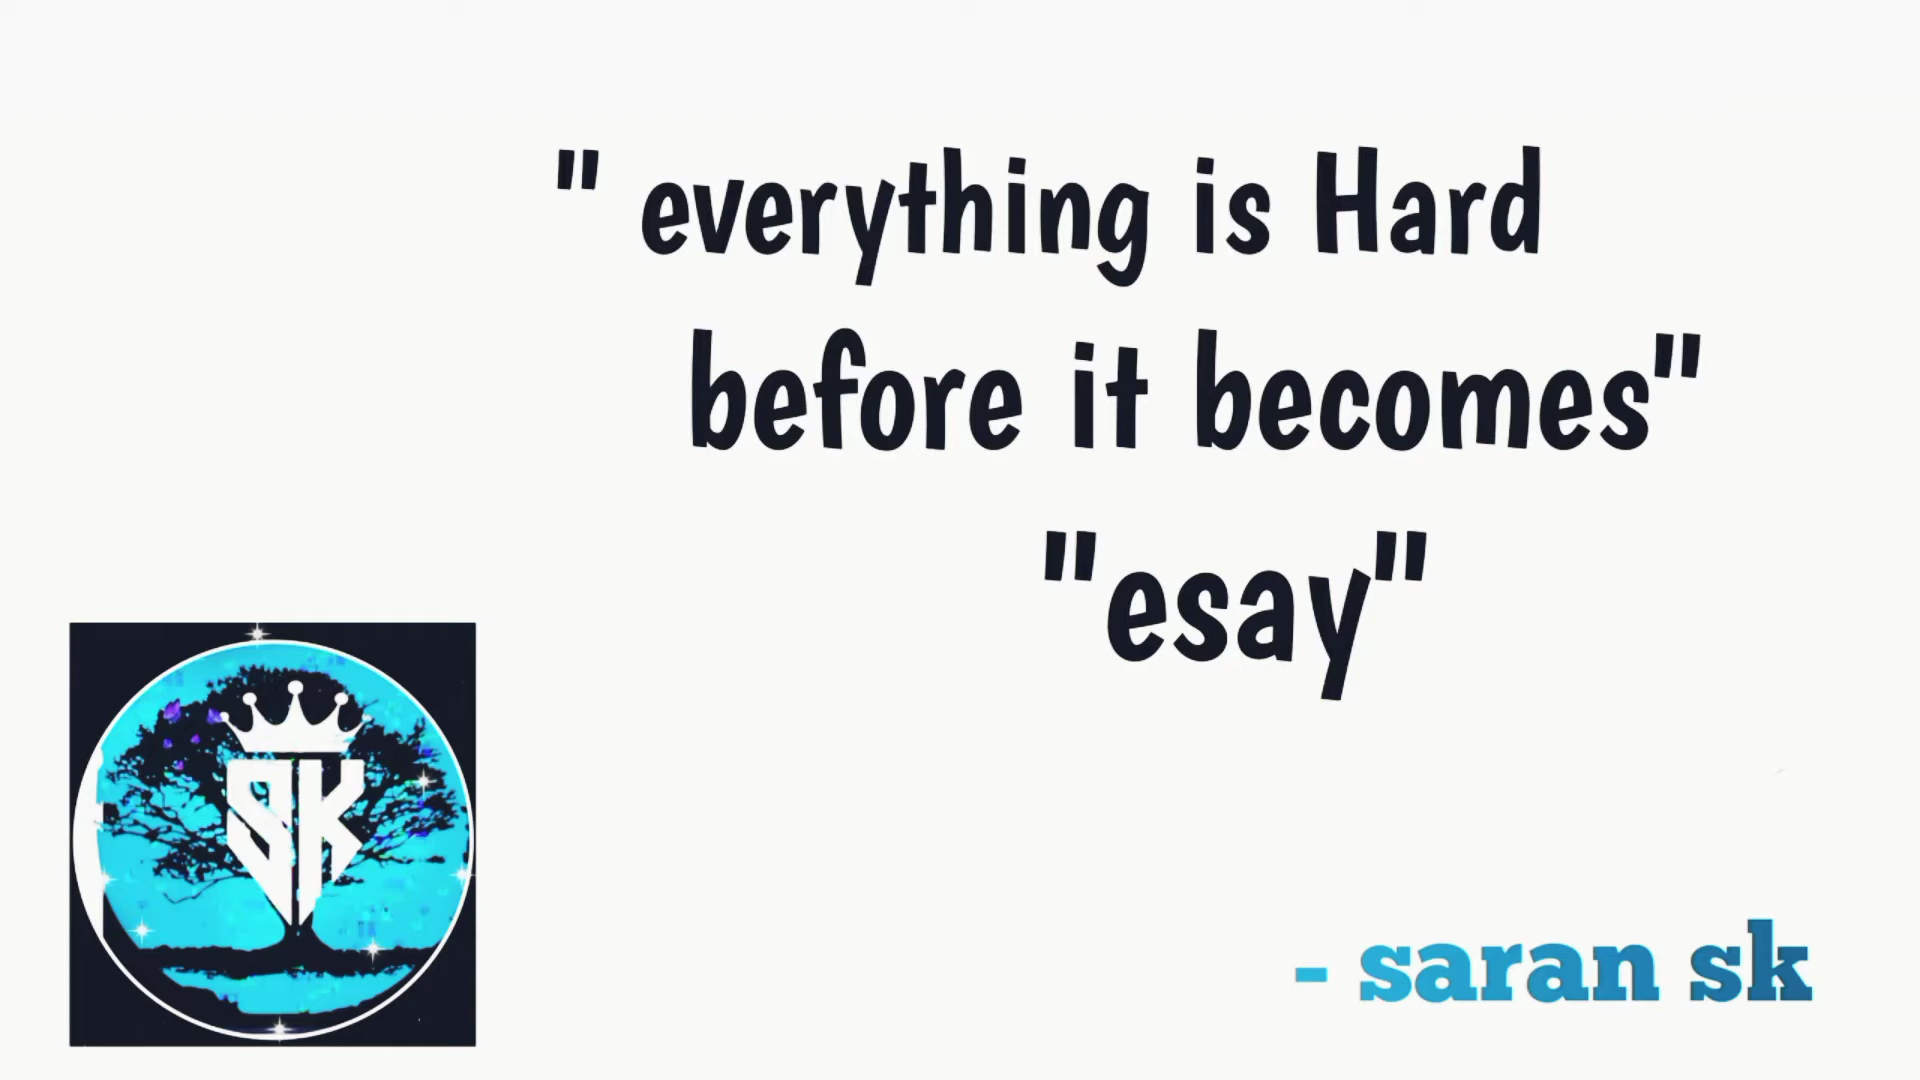 " everything is Hard
before it becomes"
"esay"
SK
- saran sk